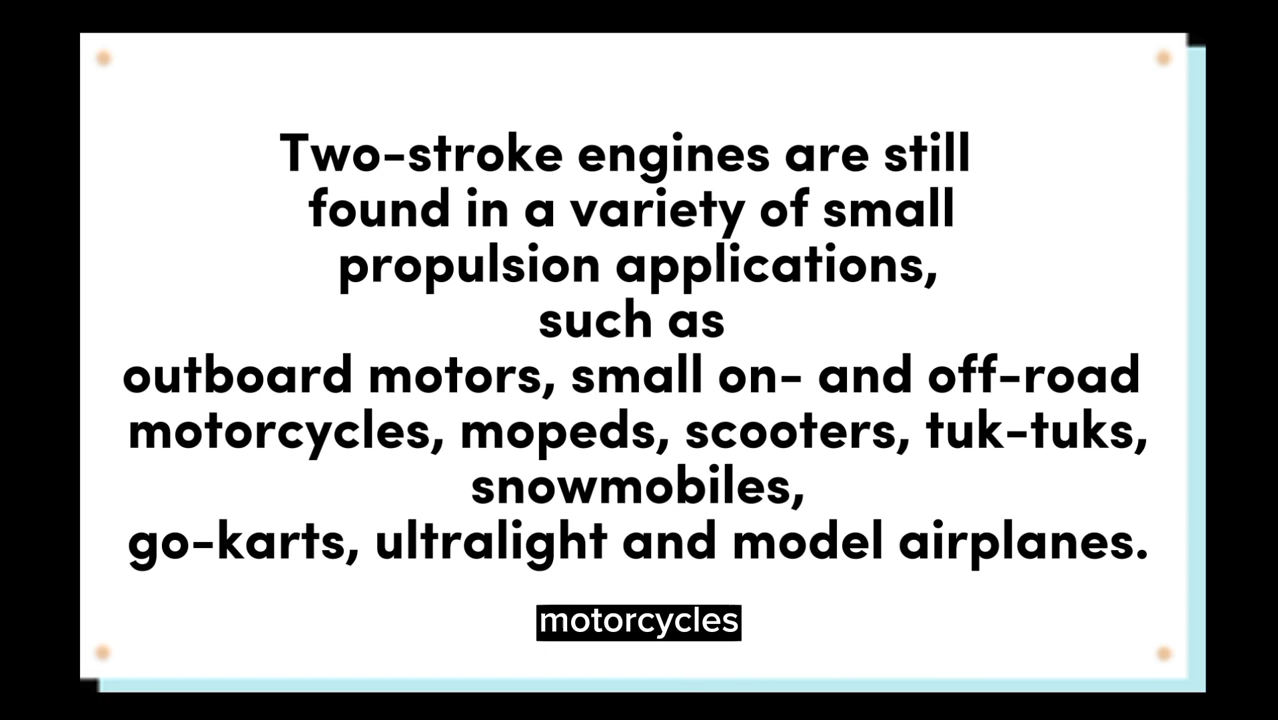 Two-stroke engines are still
found in a variety of small
propulsion applications,
such as
outboard motors, small on- and off-road
motorcycles, mopeds, scooters, tuk-tuks,
snowmobiles,
go-karts, ultralight and model airplanes.
motorcycles